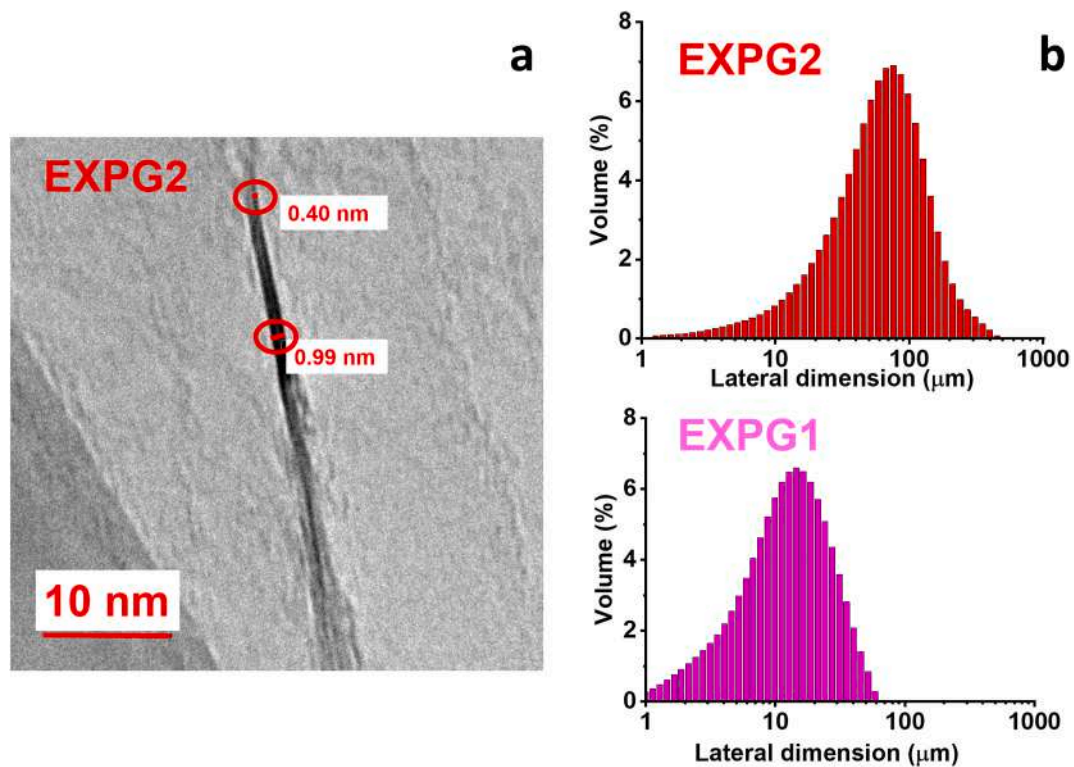 a
EXPG2
0.40 nm
0.99 nm
10 nm
b
EXPG2
Volume (%)
8
6
4
2
0
1 10 100 1000
Lateral dimension (μm)
EXPG1
Volume (%)
8
6
4
2
0
1 10 100 1000
Lateral dimension (μm)